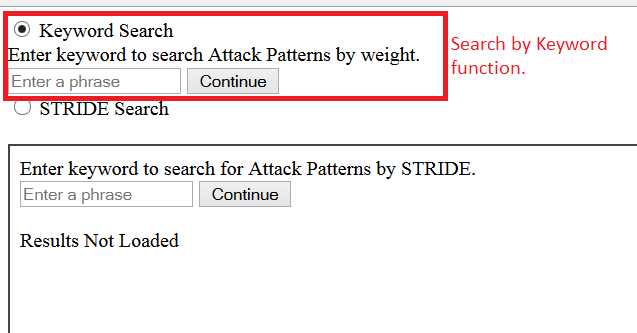 Keyword Search
Enter keyword to search Attack Patterns by weight.
Enter a phrase Continue
Search by Keyword
function.
STRIDE Search
Enter keyword to search for Attack Patterns by STRIDE.
Enter a phrase Continue
Results Not Loaded